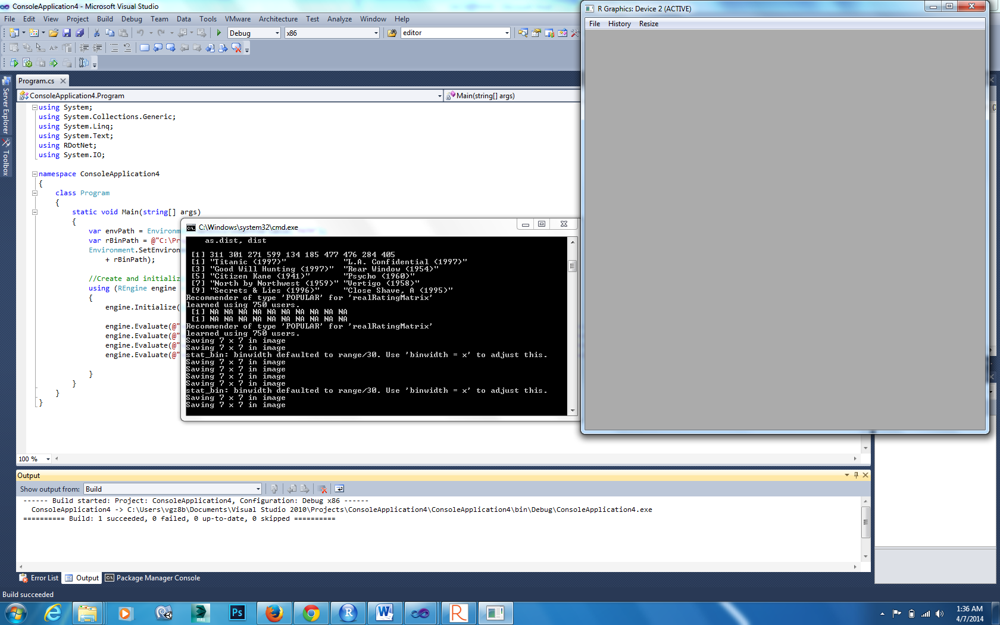 ConsoleApplication4 - Microsoft Visual Studio
File Edit View Project Build Debug Team Data Tools VMware Architecture Test Analyze Window Help
Debug x86 editor
Server Explorer
Toolbox
Program.cs
ConsoleApplication4.Program Main(string[] args)
using System;
using System.Collections.Generic;
using System.Linq;
using System.Text;
using RDotNet;
using System.IO;
namespace ConsoleApplication4
{
class Program
{
static void Main(string[] args)
{
var envPath = Environm
var rBinPath = @"C:\Pr
Environment.SetEnviron
+ rBinPath);
//Create and initializ
using (REngine engine
{
engine.Initialize(
engine.Evaluate(@"
engine.Evaluate(@"
engine.Evaluate(@"
engine.Evaluate(@"
}
}
}
}
100 %
C:\Windows\system32\cmd.exe
as.dist, dist
[1] 311 301 271 599 134 185 477 476 284 405
[1] "Titanic (1997)" "L.A. Confidential (1997)"
[3] "Good Will Hunting (1997)" "Rear Window (1954)"
[5] "Citizen Kane (1941)" "Psycho (1960)"
[7] "North by Northwest (1959)" "Vertigo (1958)"
[9] "Secrets & Lies (1996)" "Close Shave, A (1995)"
Recommender of type 'POPULAR' for 'realRatingMatrix'
learned using 750 users.
[1] NA NA NA NA NA NA NA NA NA NA
[1] NA NA NA NA NA NA NA NA NA NA
Recommender of type 'POPULAR' for 'realRatingMatrix'
learned using 750 users.
Saving 7 x 7 in image
Saving 7 x 7 in image
stat_bin: binwidth defaulted to range/30. Use 'binwidth = x' to adjust this.
Saving 7 x 7 in image
Saving 7 x 7 in image
Saving 7 x 7 in image
Saving 7 x 7 in image
stat_bin: binwidth defaulted to range/30. Use 'binwidth = x' to adjust this.
Saving 7 x 7 in image
Saving 7 x 7 in image
R Graphics: Device 2 (ACTIVE)
File History Resize
Output
Show output from: Build
------ Build started: Project: ConsoleApplication4, Configuration: Debug x86 ------
ConsoleApplication4 -> C:\Users\vgz8b\Documents\Visual Studio 2010\Projects\ConsoleApplication4\ConsoleApplication4\bin\Debug\ConsoleApplication4.exe
========== Build: 1 succeeded, 0 failed, 0 up-to-date, 0 skipped ==========
Error List Output Package Manager Console
Build succeeded
1:36 AM
4/7/2014